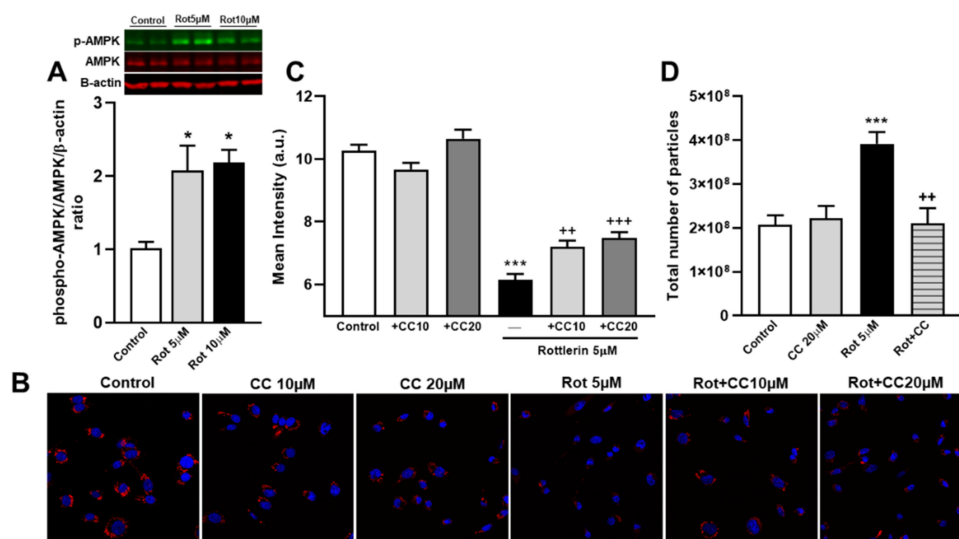 Control Rot5µM Rot10µM
p-AMPK
AMPK
B-actin
A
phospho-AMPK/AMPK/β-actin
ratio
3
2
1
0
* *
Control
Rot 5µM
Rot 10µM
C
Mean Intensity (a.u.)
12
10
8
6
*** ++ +++
Control +CC10 +CC20 — +CC10 +CC20
Rottlerin 5µM
D
Total number of particles
5×10⁸
4×10⁸
3×10⁸
2×10⁸
1×10⁸
0
***
++
Control
CC 20µM
Rot 5µM
Rot+CC
B
Control CC 10µM CC 20µM Rot 5µM Rot+CC10µM Rot+CC20µM